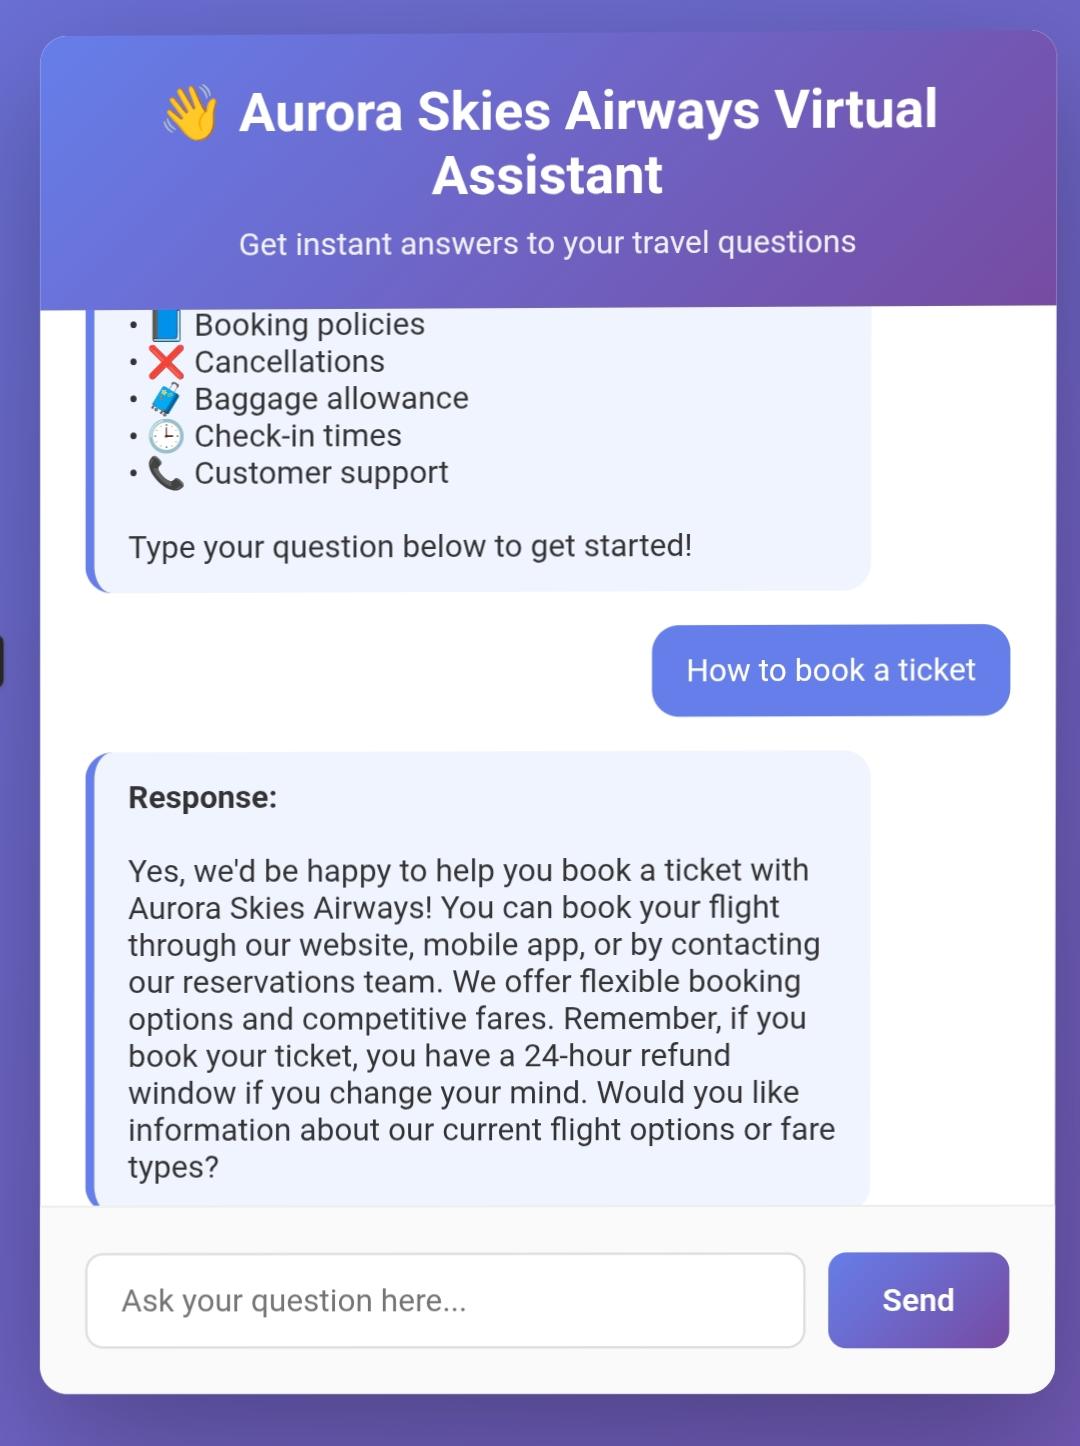 👋 Aurora Skies Airways Virtual
Assistant
Get instant answers to your travel questions
• 📘 Booking policies
• ❌ Cancellations
• 🧳 Baggage allowance
• 🕒 Check-in times
• 📞 Customer support
Type your question below to get started!
How to book a ticket
Response:
Yes, we'd be happy to help you book a ticket with
Aurora Skies Airways! You can book your flight
through our website, mobile app, or by contacting
our reservations team. We offer flexible booking
options and competitive fares. Remember, if you
book your ticket, you have a 24-hour refund
window if you change your mind. Would you like
information about our current flight options or fare
types?
Ask your question here...
Send